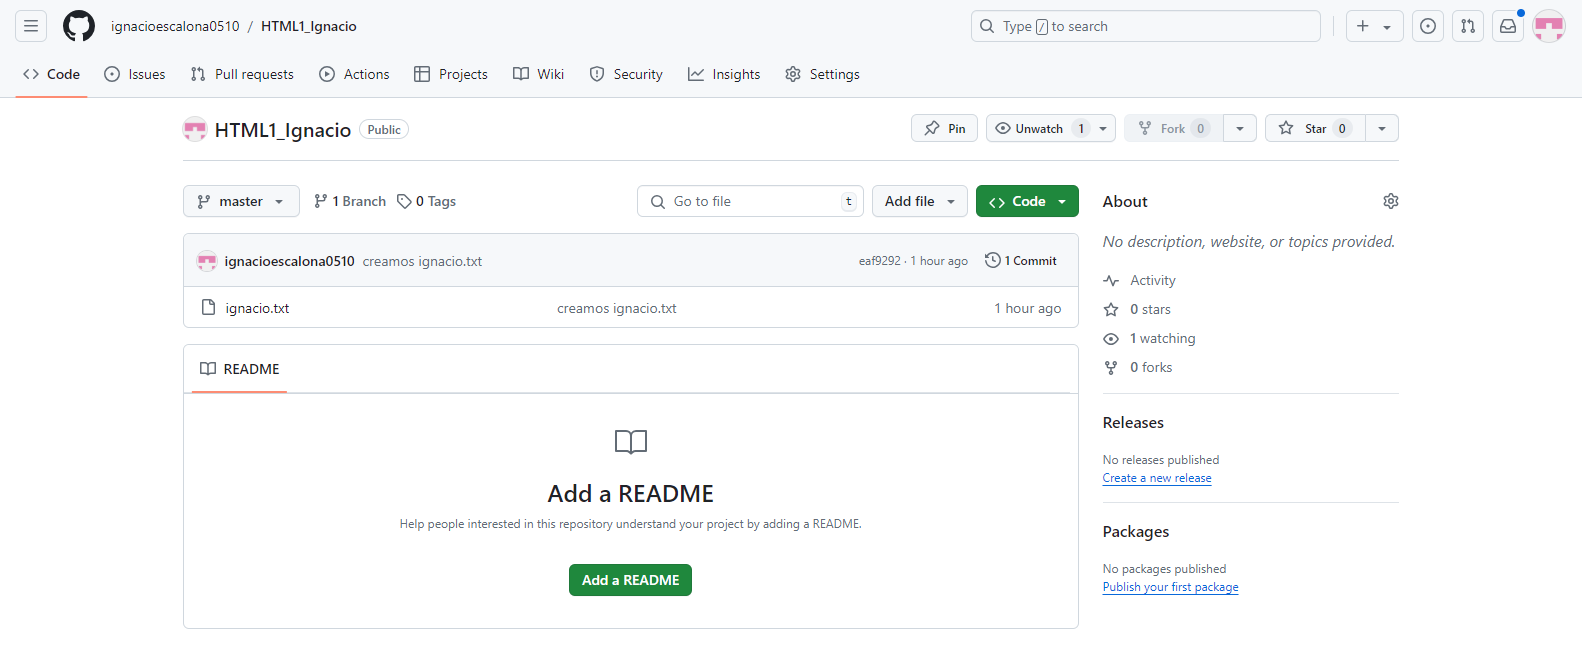 ignacioescalona0510 / HTML1_Ignacio
Type / to search
Code Issues Pull requests Actions Projects Wiki Security Insights Settings
HTML1_Ignacio Public
Pin Unwatch 1 Fork 0 Star 0
master 1 Branch 0 Tags
Go to file t Add file Code
ignacioescalona0510 creamos ignacio.txt eaf9292 · 1 hour ago 1 Commit
ignacio.txt creamos ignacio.txt 1 hour ago
README
Add a README
Help people interested in this repository understand your project by adding a README.
Add a README
About
No description, website, or topics provided.
Activity
0 stars
1 watching
0 forks
Releases
No releases published
Create a new release
Packages
No packages published
Publish your first package